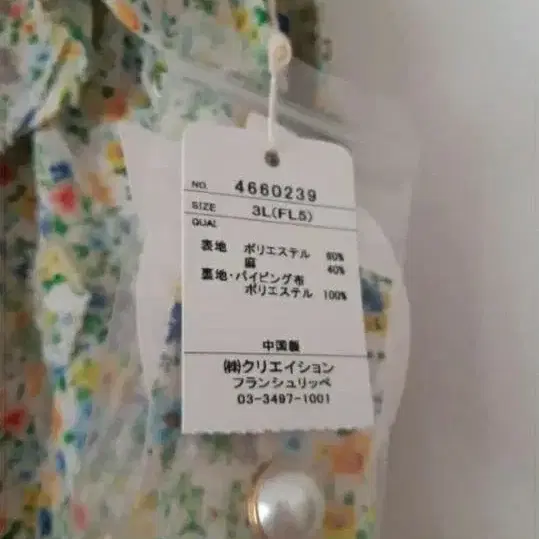 NO. 4660239
SIZE 3L(FL5)
QUAL
表地 ポリエステル 60%
麻 40%
裏地・パイピング布
ポリエステル 100%
中国製
㈱クリエイション
フランシュリッペ
03-3497-1001